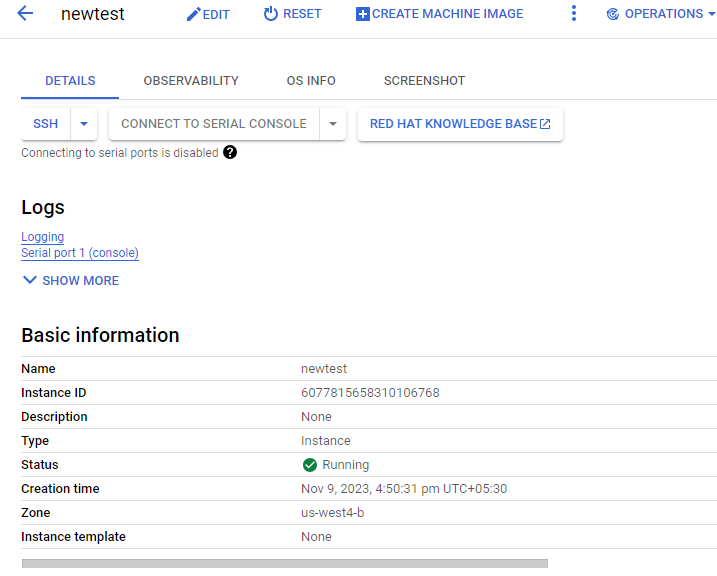 newtest EDIT RESET CREATE MACHINE IMAGE OPERATIONS
DETAILS OBSERVABILITY OS INFO SCREENSHOT
SSH CONNECT TO SERIAL CONSOLE RED HAT KNOWLEDGE BASE
Connecting to serial ports is disabled ?
Logs
Logging
Serial port 1 (console)
SHOW MORE
Basic information
Name newtest
Instance ID 6077815658310106768
Description None
Type Instance
Status Running
Creation time Nov 9, 2023, 4:50:31 pm UTC+05:30
Zone us-west4-b
Instance template None